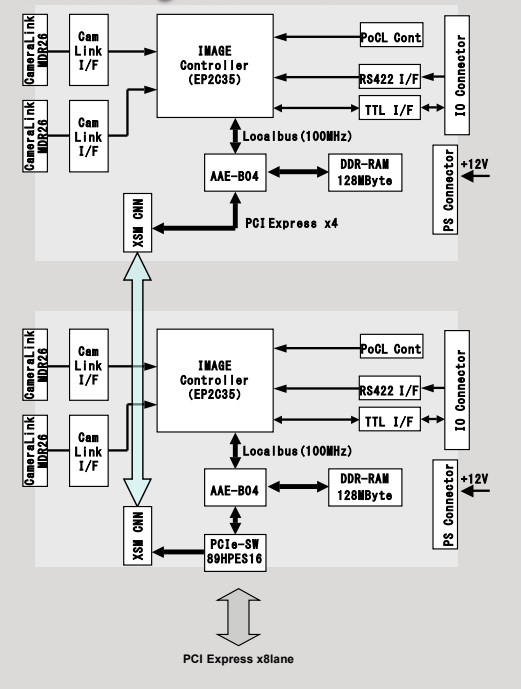 CameraLink
MDR26
Cam
Link
I/F
IMAGE
Controller
(EP2C35)
PoCL Cont
RS422 I/F
TTL I/F
IO Connector
CameraLink
MDR26
Cam
Link
I/F
Localbus(100MHz)
AAE-B04
DDR-RAM
128MByte
PS Connector
+12V
XSM CNN
PCI Express x4
CameraLink
MDR26
Cam
Link
I/F
IMAGE
Controller
(EP2C35)
PoCL Cont
RS422 I/F
TTL I/F
IO Connector
CameraLink
MDR26
Cam
Link
I/F
Localbus(100MHz)
AAE-B04
DDR-RAM
128MByte
PS Connector
+12V
XSM CNN
PCIe-SW
89HPES16
PCI Express x8lane